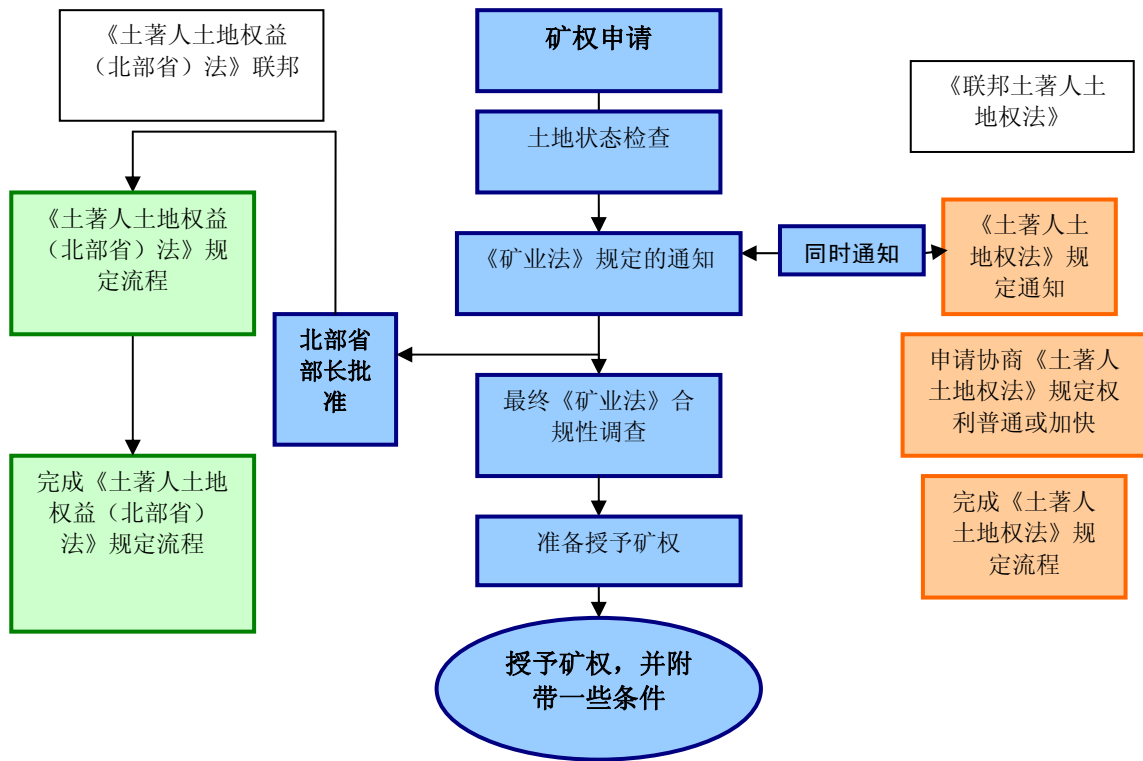 《土著人土地权益
（北部省）法》联邦
矿权申请
《联邦土著人土
地权法》
土地状态检查
《土著人土地权益
（北部省）法》规
定流程
《矿业法》规定的通知
同时通知
《土著人土
地权法》规
定通知
北部省
部长批
准
申请协商《土著人
土地权法》规定权
利普通或加快
最终《矿业法》合
规性调查
完成《土著人土地
权益（北部省）
法》规定流程
完成《土著人
土地权法》规
定流程
准备授予矿权
授予矿权，并附
带一些条件